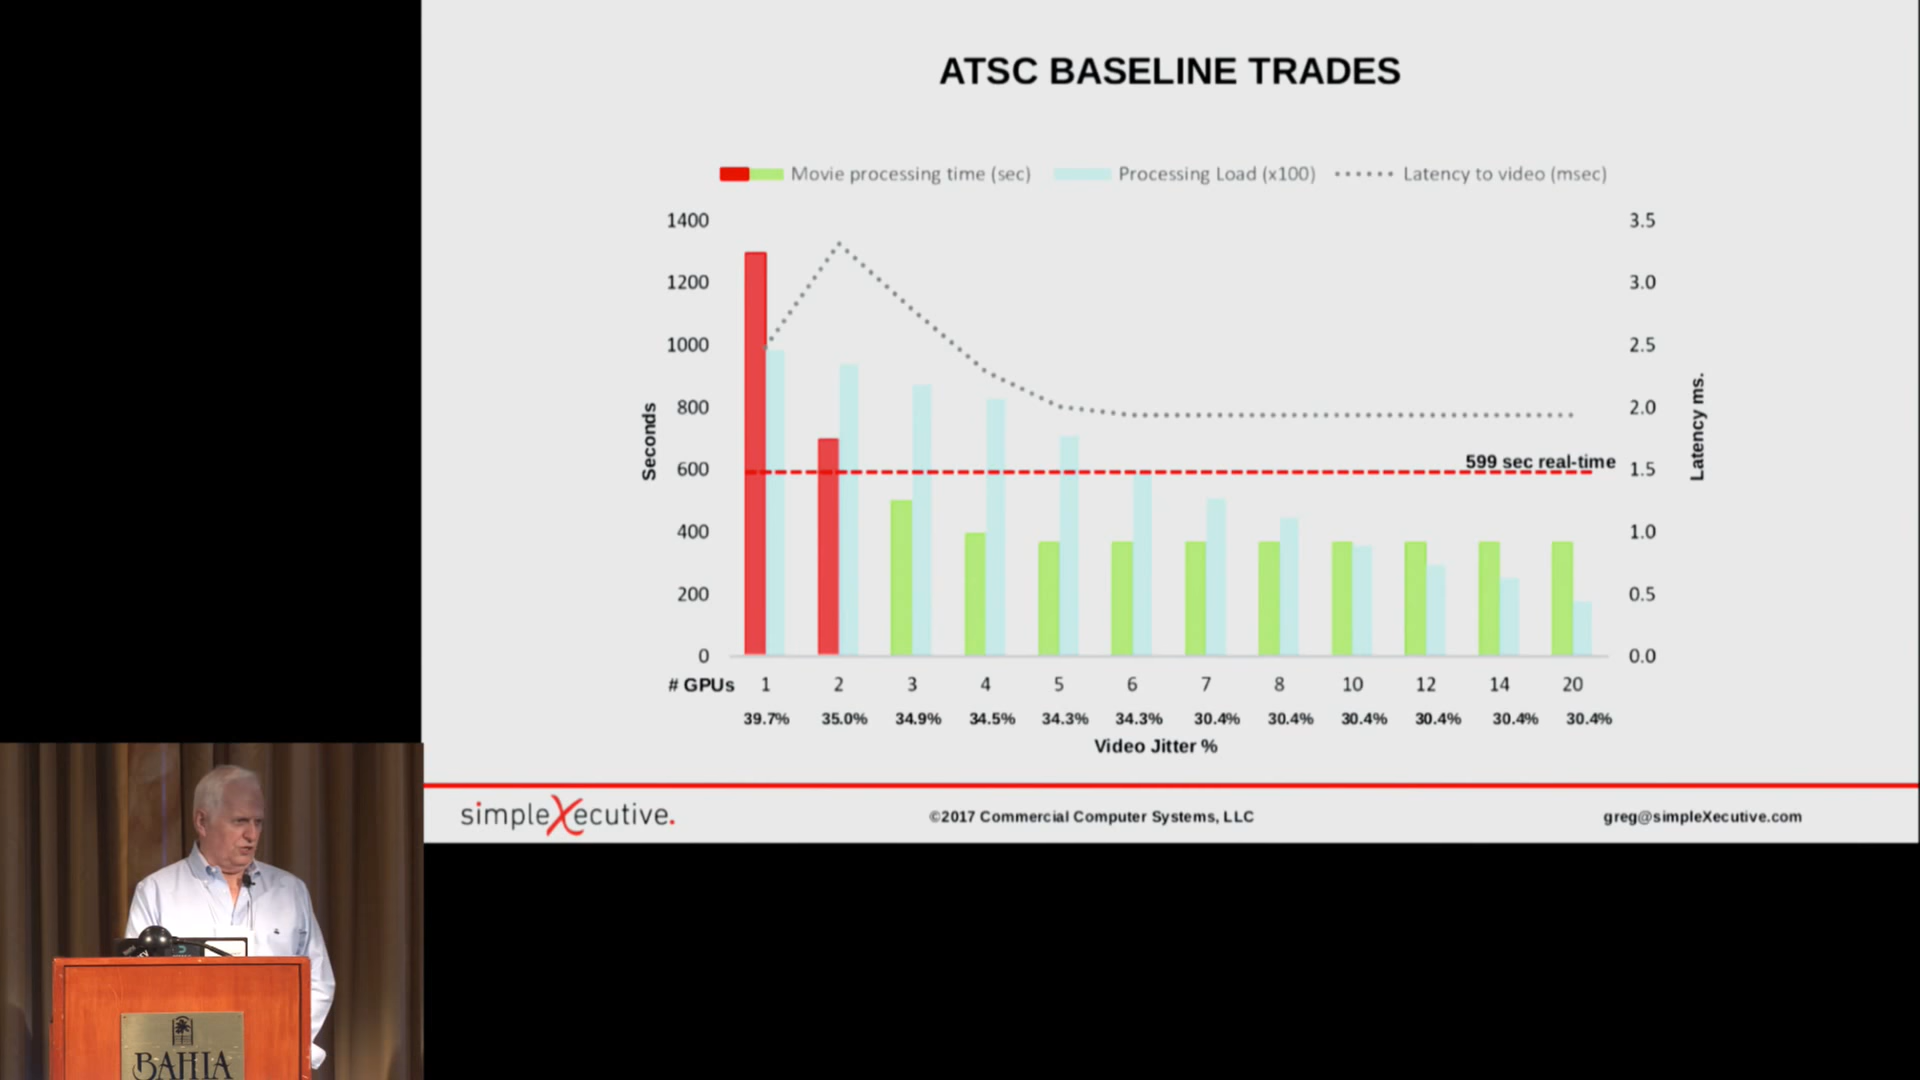 ATSC BASELINE TRADES
Movie processing time (sec) Processing Load (x100) Latency to video (msec)
1400 3.5
1200 3.0
1000 2.5
800 2.0
600 1.5
400 1.0
200 0.5
0 0.0
Seconds
Latency ms.
599 sec real-time
# GPUs 1 2 3 4 5 6 7 8 10 12 14 20
39.7% 35.0% 34.9% 34.5% 34.3% 34.3% 30.4% 30.4% 30.4% 30.4% 30.4% 30.4%
Video Jitter %
simpleXecutive.
©2017 Commercial Computer Systems, LLC
greg@simpleXecutive.com
BAHIA